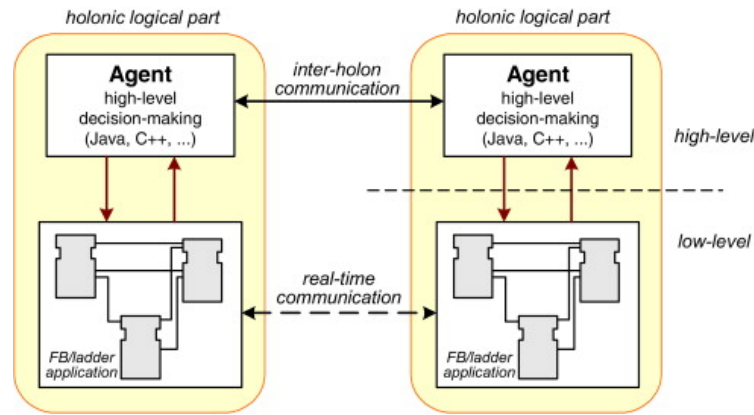 holonic logical part
holonic logical part
Agent
high-level
decision-making
(Java, C++, ...)
inter-holon
communication
Agent
high-level
decision-making
(Java, C++, ...)
high-level
low-level
real-time
communication
FB/ladder
application
FB/ladder
application